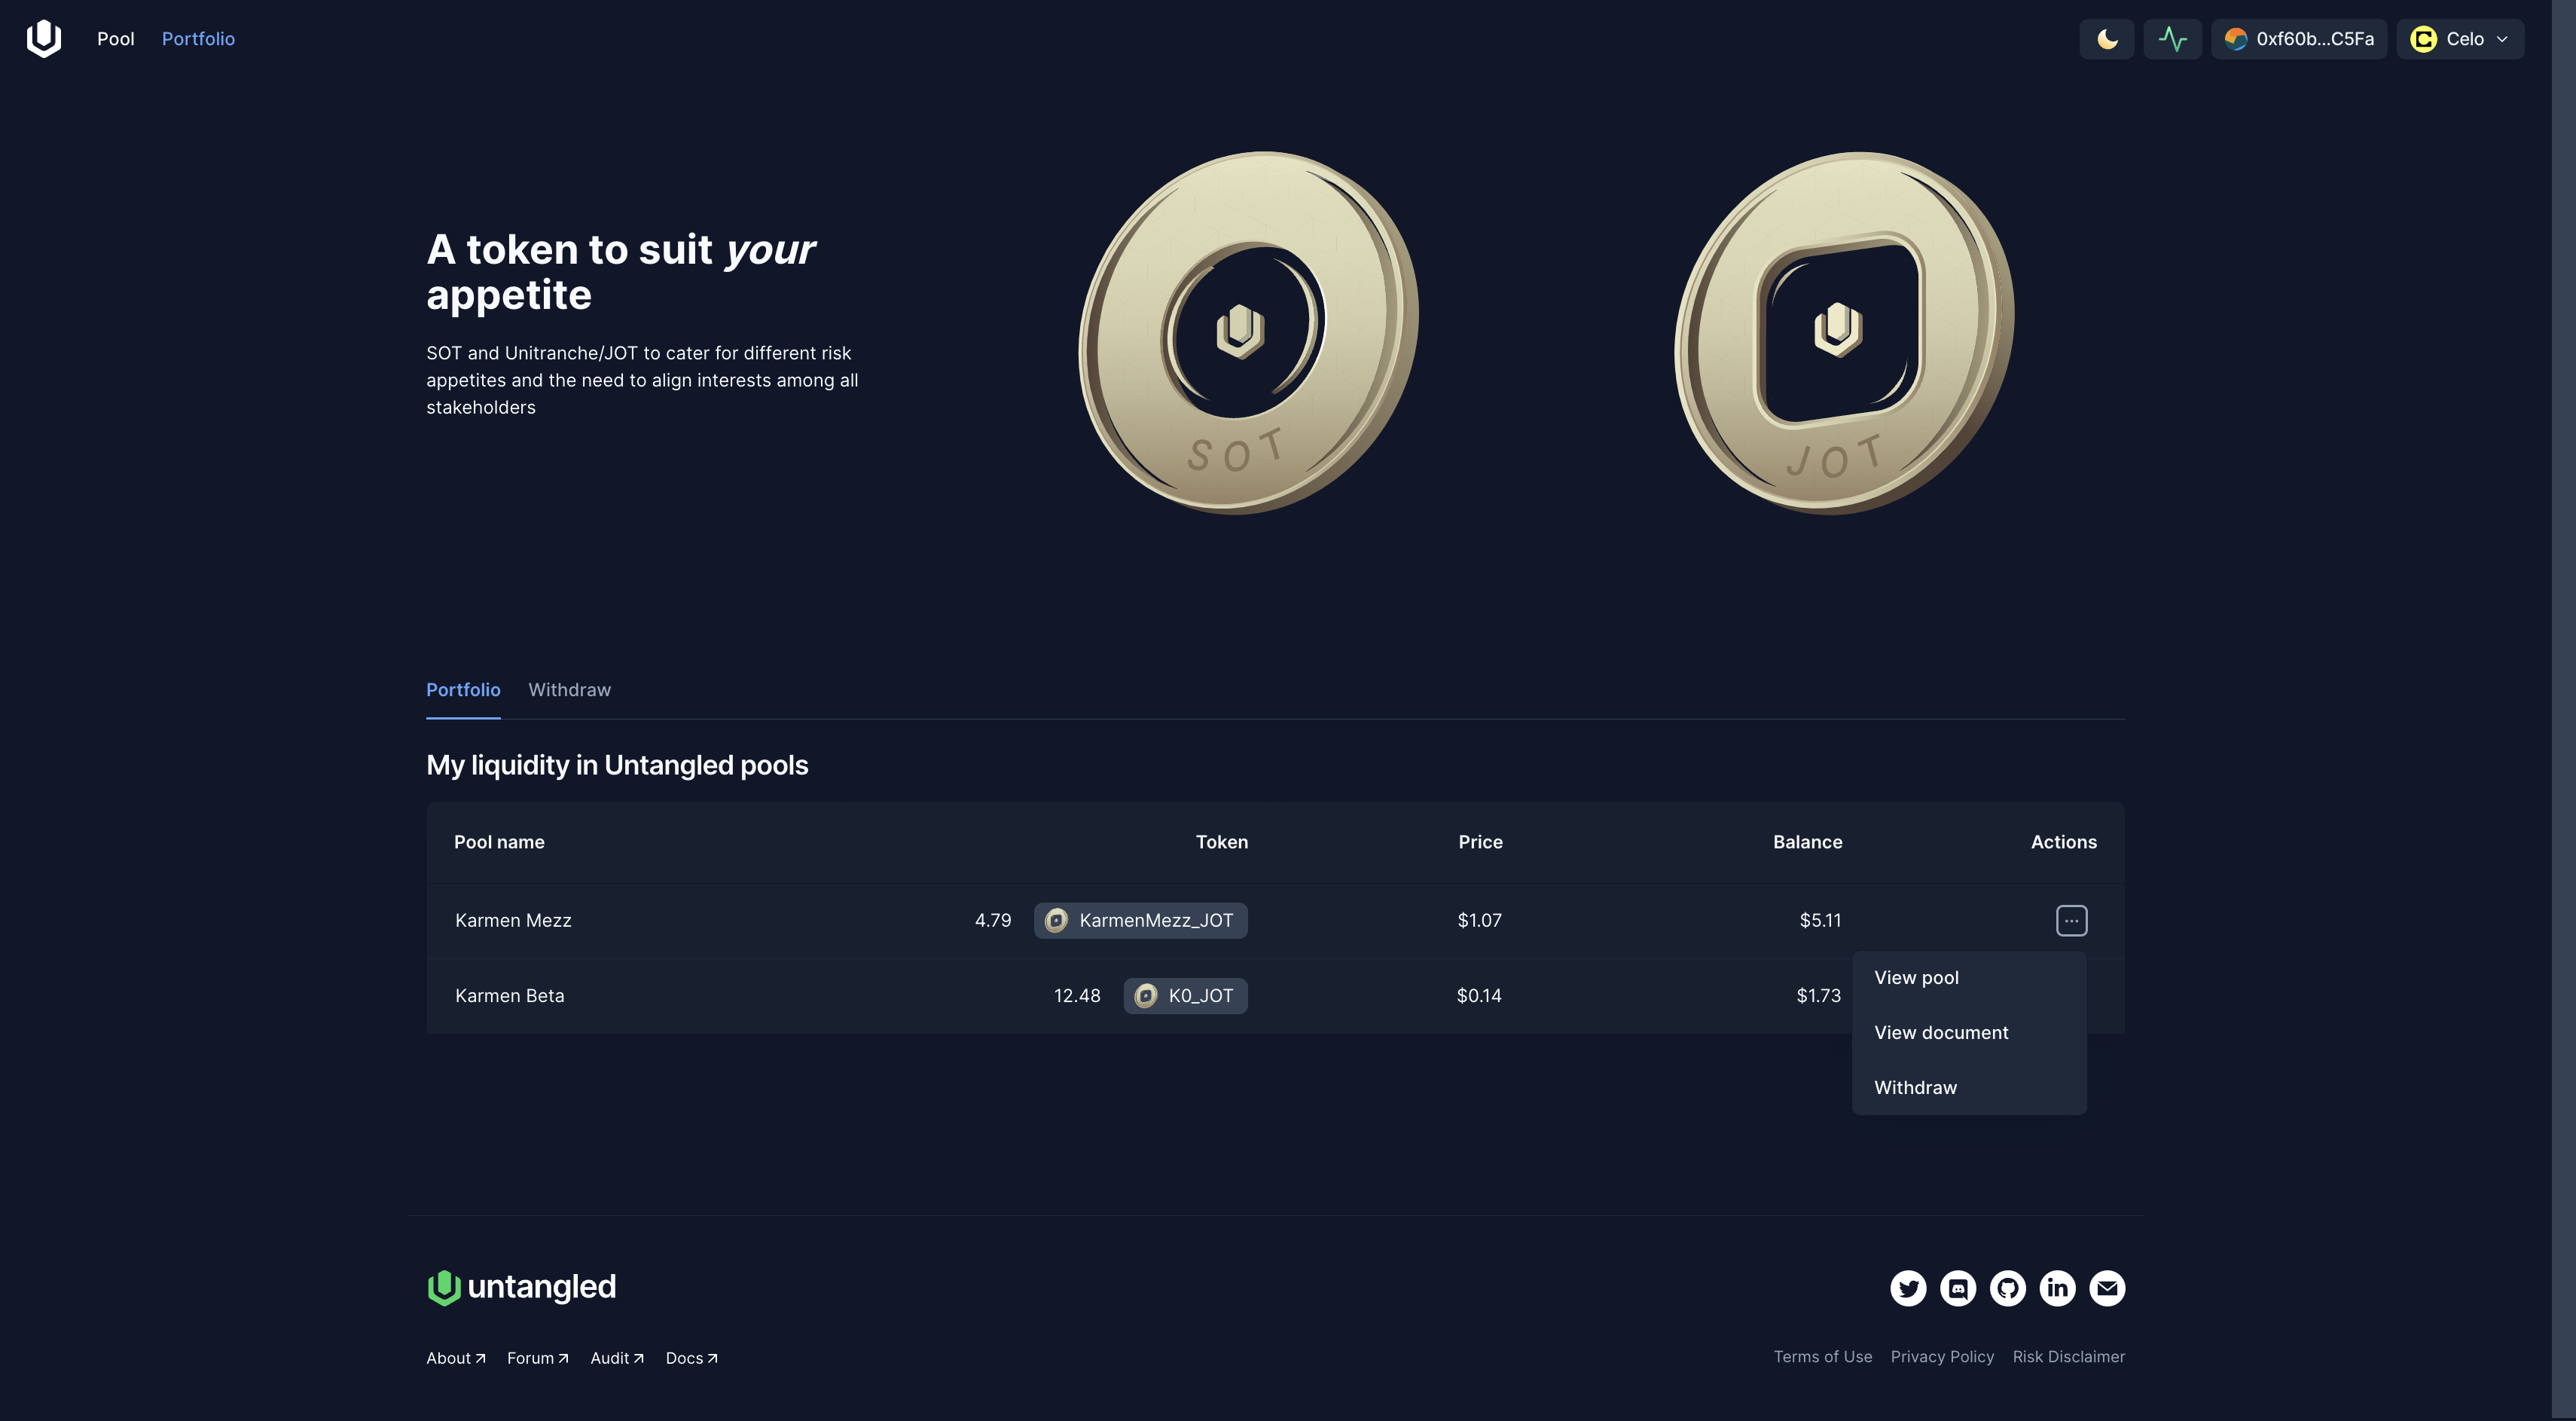 Pool Portfolio 0xf60b...C5Fa Celo
A token to suit your
appetite
SOT and Unitranche/JOT to cater for different risk
appetites and the need to align interests among all
stakeholders
SOT
JOT
Portfolio Withdraw
My liquidity in Untangled pools
Pool name Token Price Balance Actions
Karmen Mezz 4.79 KarmenMezz_JOT $1.07 $5.11
Karmen Beta 12.48 K0_JOT $0.14 $1.73
View pool
View document
Withdraw
untangled
in
About Forum Audit Docs
Terms of Use Privacy Policy Risk Disclaimer